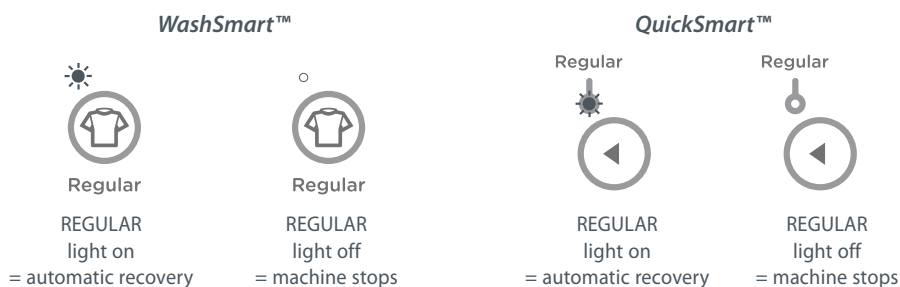 WashSmart™
Regular
REGULAR
light on
= automatic recovery
Regular
REGULAR
light off
= machine stops
QuickSmart™
Regular
REGULAR
light on
= automatic recovery
Regular
REGULAR
light off
= machine stops